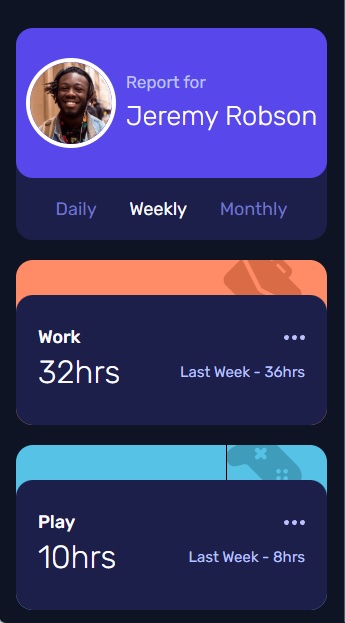 Report for
Jeremy Robson
Daily Weekly Monthly
Work
32hrs Last Week - 36hrs
Play
10hrs Last Week - 8hrs